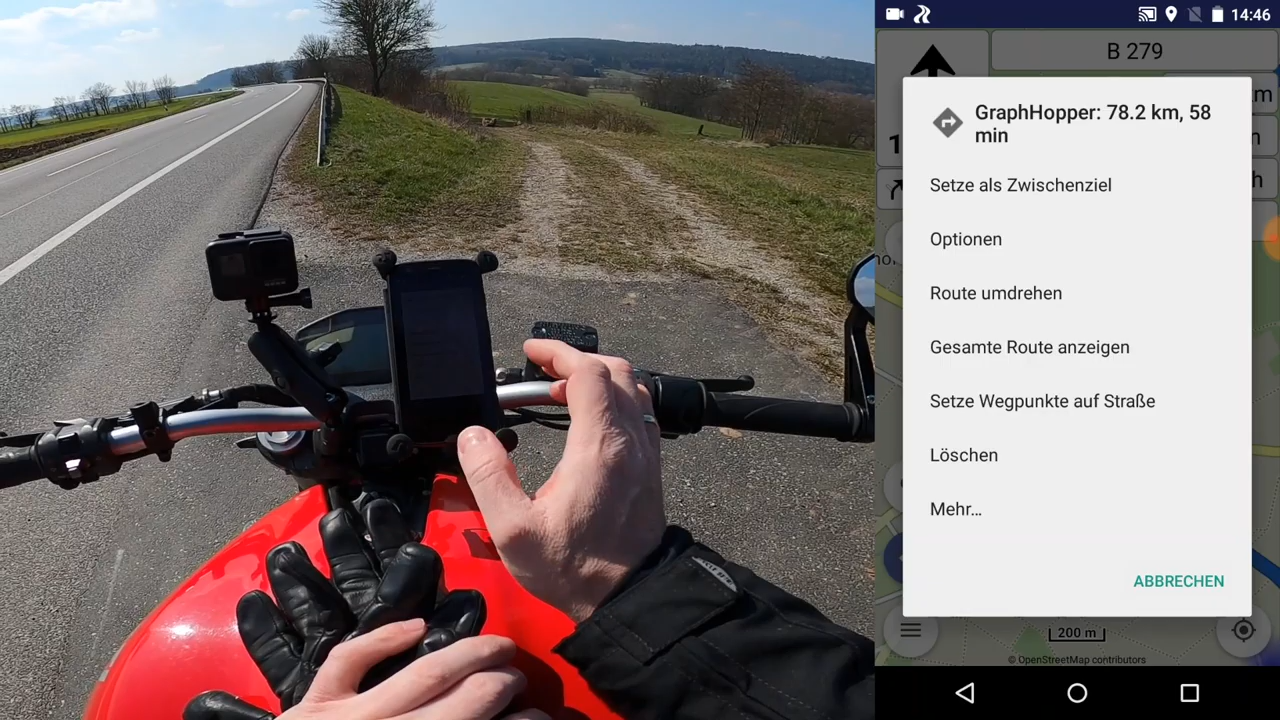 14:46
B 279
GraphHopper: 78.2 km, 58
min
Setze als Zwischenziel
Optionen
Route umdrehen
Gesamte Route anzeigen
Setze Wegpunkte auf Straße
Löschen
Mehr…
ABBRECHEN
200 m
© OpenStreetMap contributors